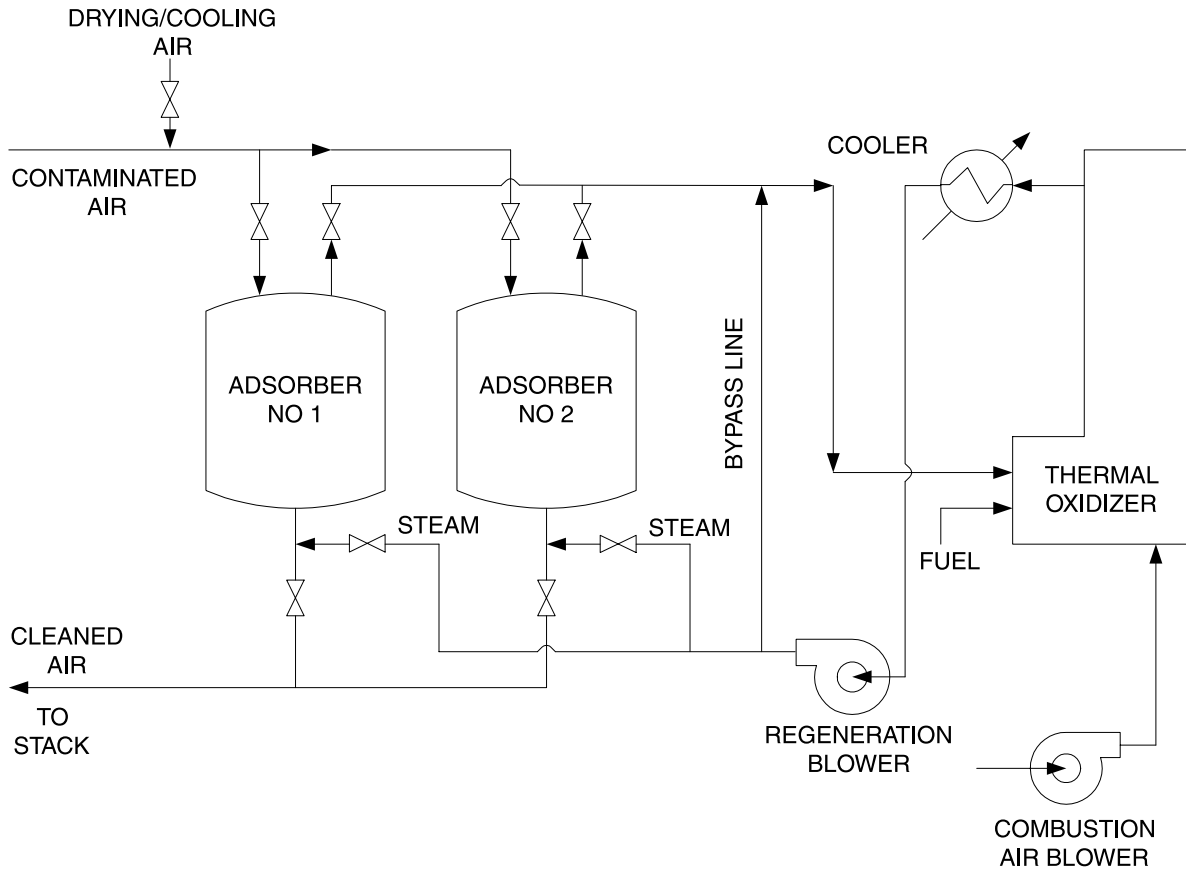 DRYING/COOLING
AIR
CONTAMINATED
AIR
COOLER
ADSORBER
NO 1
ADSORBER
NO 2
BYPASS LINE
THERMAL
OXIDIZER
STEAM
STEAM
FUEL
CLEANED
AIR
TO
STACK
REGENERATION
BLOWER
COMBUSTION
AIR BLOWER